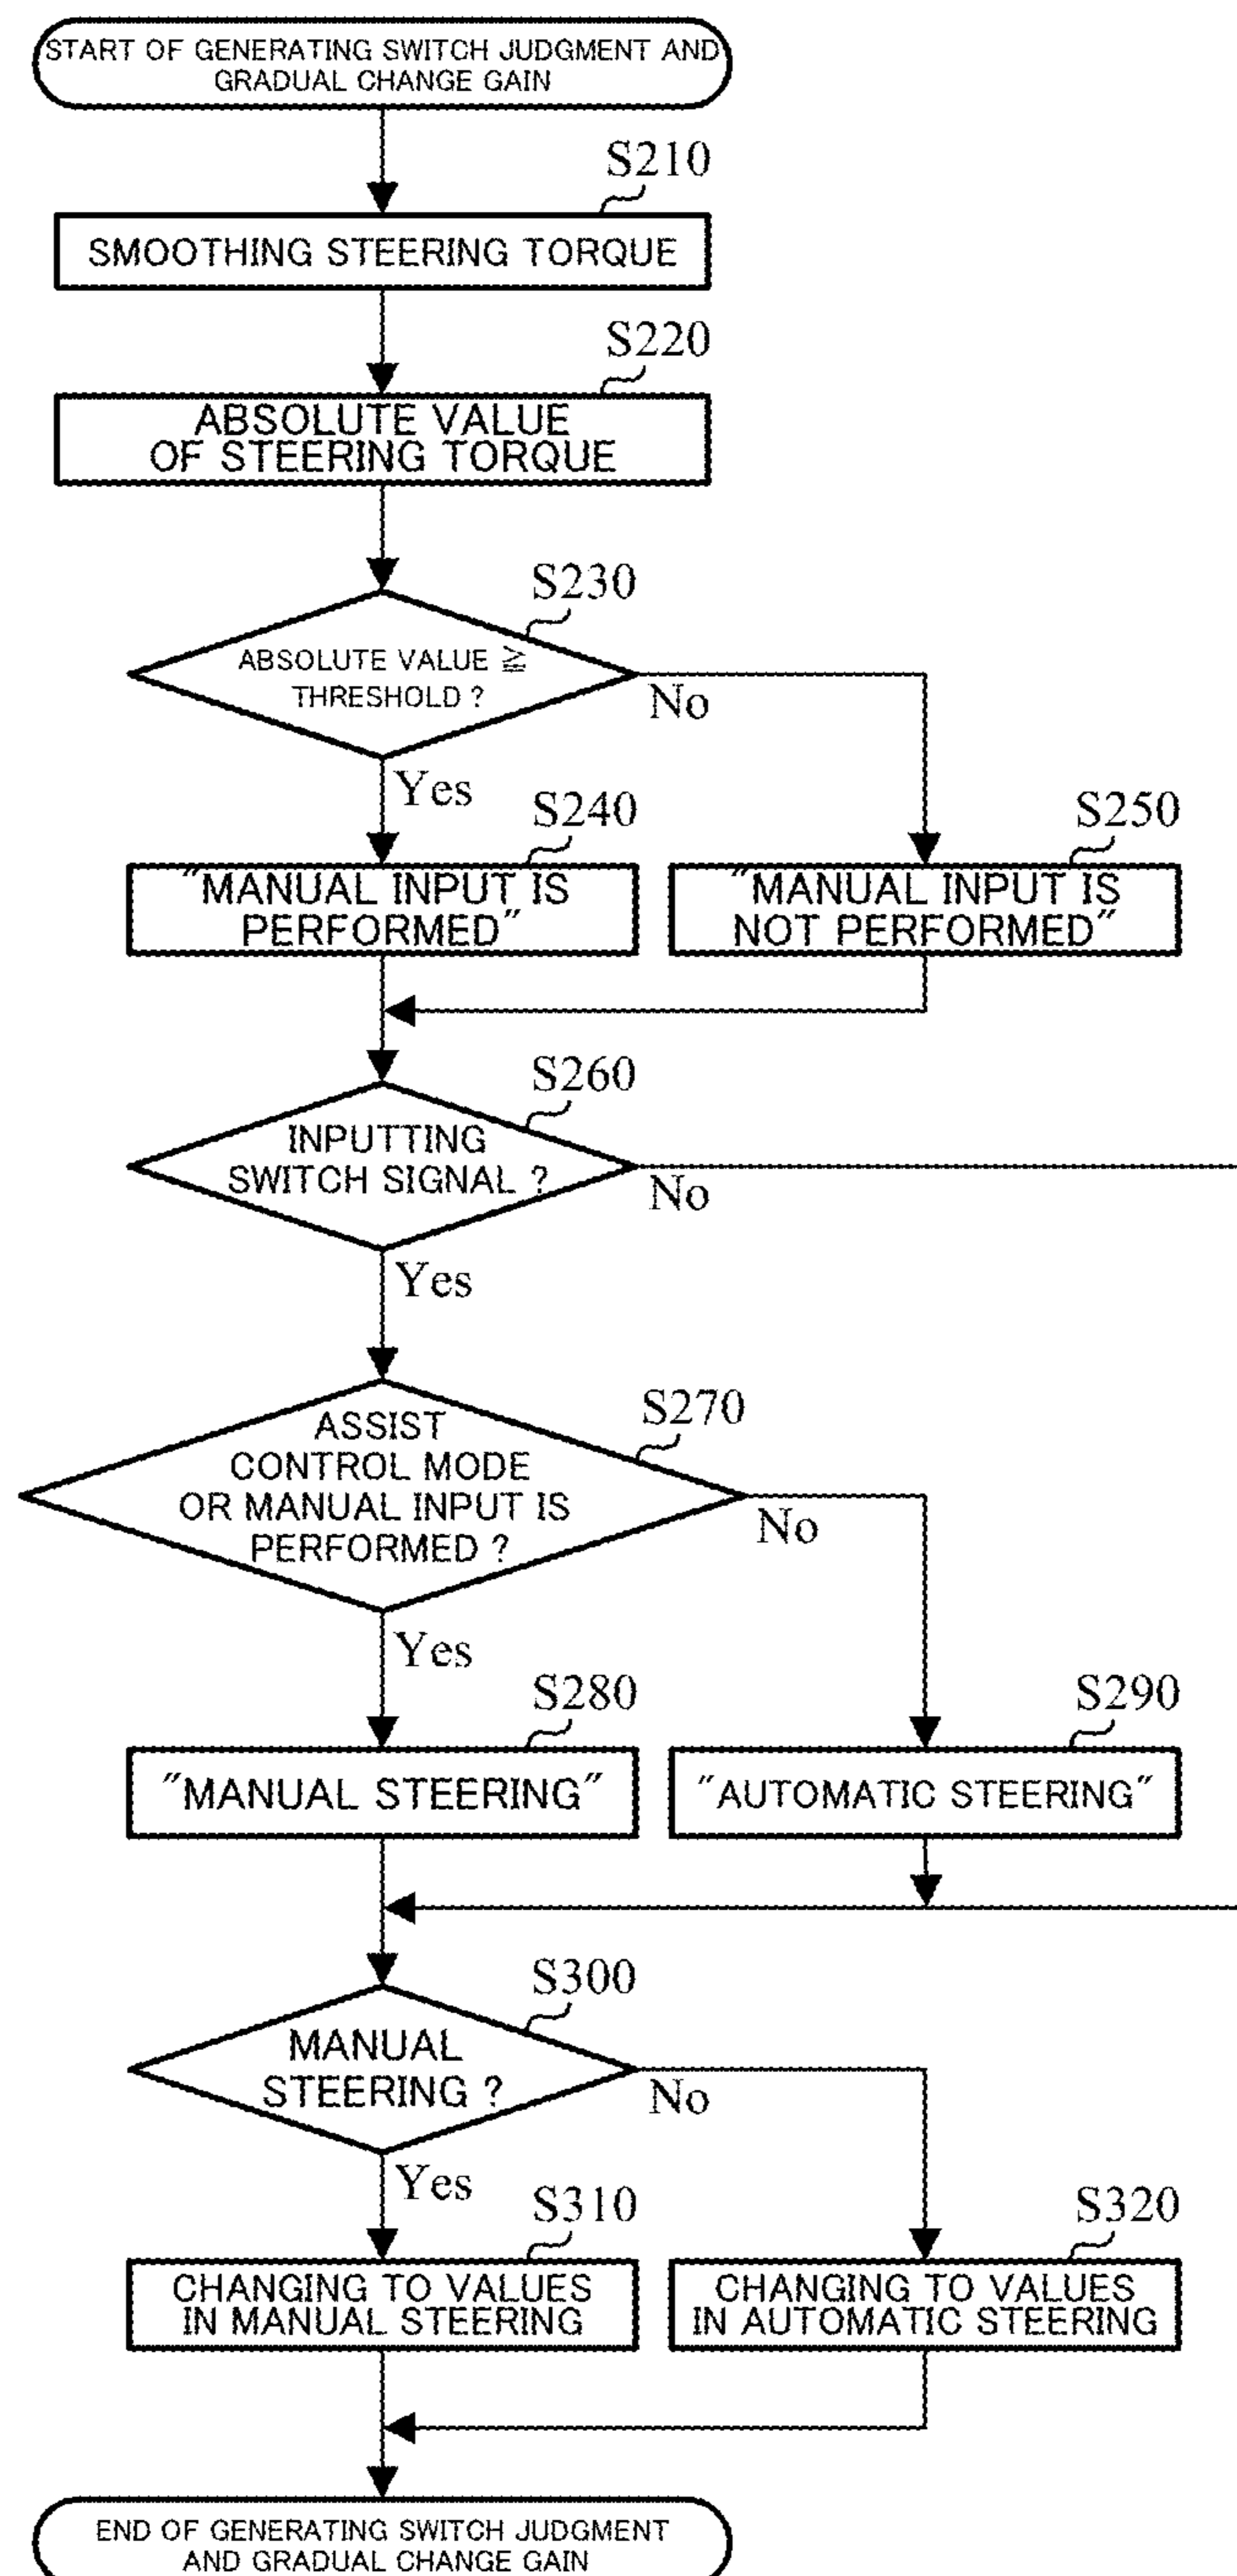 START OF GENERATING SWITCH JUDGMENT AND
GRADUAL CHANGE GAIN
S210
SMOOTHING STEERING TORQUE
S220
ABSOLUTE VALUE
OF STEERING TORQUE
S230
ABSOLUTE VALUE ≧
THRESHOLD ?
No
Yes
S240
S250
"MANUAL INPUT IS
PERFORMED"
"MANUAL INPUT IS
NOT PERFORMED"
S260
INPUTTING
SWITCH SIGNAL ?
No
Yes
S270
ASSIST
CONTROL MODE
OR MANUAL INPUT IS
PERFORMED ?
No
Yes
S280
S290
"MANUAL STEERING"
"AUTOMATIC STEERING"
S300
MANUAL
STEERING ?
No
Yes
S310
S320
CHANGING TO VALUES
IN MANUAL STEERING
CHANGING TO VALUES
IN AUTOMATIC STEERING
END OF GENERATING SWITCH JUDGMENT
AND GRADUAL CHANGE GAIN